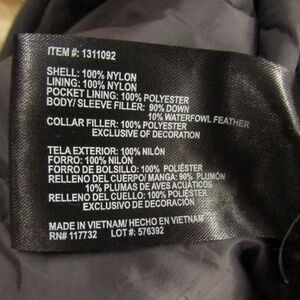 ITEM #: 1311092
SHELL: 100% NYLON
LINING: 100% NYLON
POCKET LINING: 100% POLYESTER
BODY/SLEEVE FILLER: 90% DOWN
10% WATERFOWL FEATHER
COLLAR FILLER: 100% POLYESTER
EXCLUSIVE OF DECORATION
TELA EXTERIOR: 100% NILÓN
FORRO: 100% NILÓN
FORRO DE BOLSILLO: 100% POLIÉSTER
RELLENO DEL CUERPO/ MANGA: 90% PLUMÓN
10% PLUMAS DE AVES ACUÁTICOS
RELLENO DEL CUELLO: 100% POLIÉSTER
EXCLUSIVO DE DECORACIÓN
MADE IN VIETNAM/ HECHO EN VIETNAM
RN# 117732 LOT #: 576392